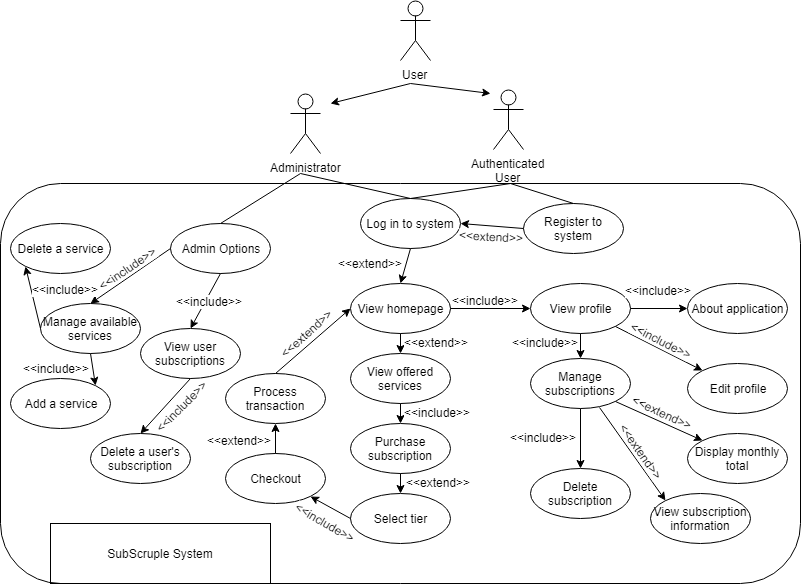 User
Administrator
Authenticated
User
Log in to system
Register to
system
<<extend>>
Delete a service
Admin Options
<<include>>
<<include>>
<<extend>>
<<include>>
Manage available
services
View user
subscriptions
<<include>>
<<extend>>
View homepage
<<include>>
View profile
<<include>>
About application
<<extend>>
<<include>>
<<include>>
<<include>>
View offered
services
Manage
subscriptions
Edit profile
Add a service
<<include>>
Process
transaction
<<include>>
<<extend>>
<<extend>>
Purchase
subscription
<<include>>
<<extend>>
Delete a user's
subscription
Display monthly
total
Checkout
<<extend>>
Delete
subscription
Select tier
<<include>>
View subscription
information
SubScruple System